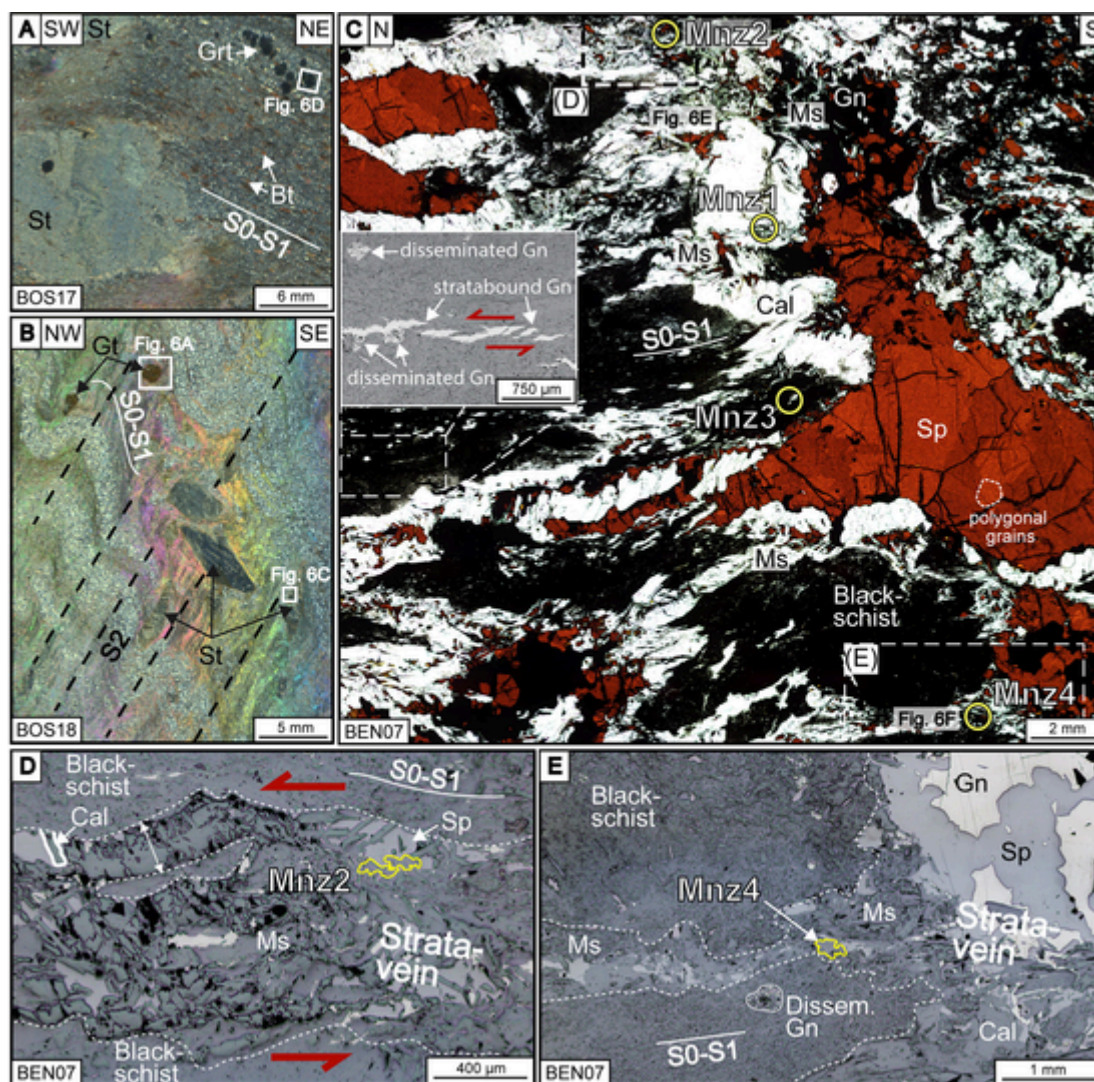 A
SW
St
NE
Grt
Fig. 6D
Bt
St
S0-S1
BOS17
6 mm
B
NW
SE
Gt
Fig. 6A
S0-S1
Fig. 6C
S2
St
BOS18
5 mm
C
N
Mnz2
S
(D)
Gn
Ms
Fig. 6E
Mnz1
Ms
Cal
disseminated Gn
stratabound Gn
disseminated Gn
750 µm
S0-S1
Mnz3
Sp
polygonal
grains
Ms
Black-
schist
(E)
Mnz4
Fig. 6F
BEN07
2 mm
D
Black-
schist
S0-S1
Cal
Sp
Mnz2
Ms
Strata-
vein
Black-
schist
BEN07
400 µm
E
Black-
schist
Gn
Sp
Mnz4
Ms
Ms
Strata-
vein
Dissem.
Gn
Cal
S0-S1
BEN07
1 mm